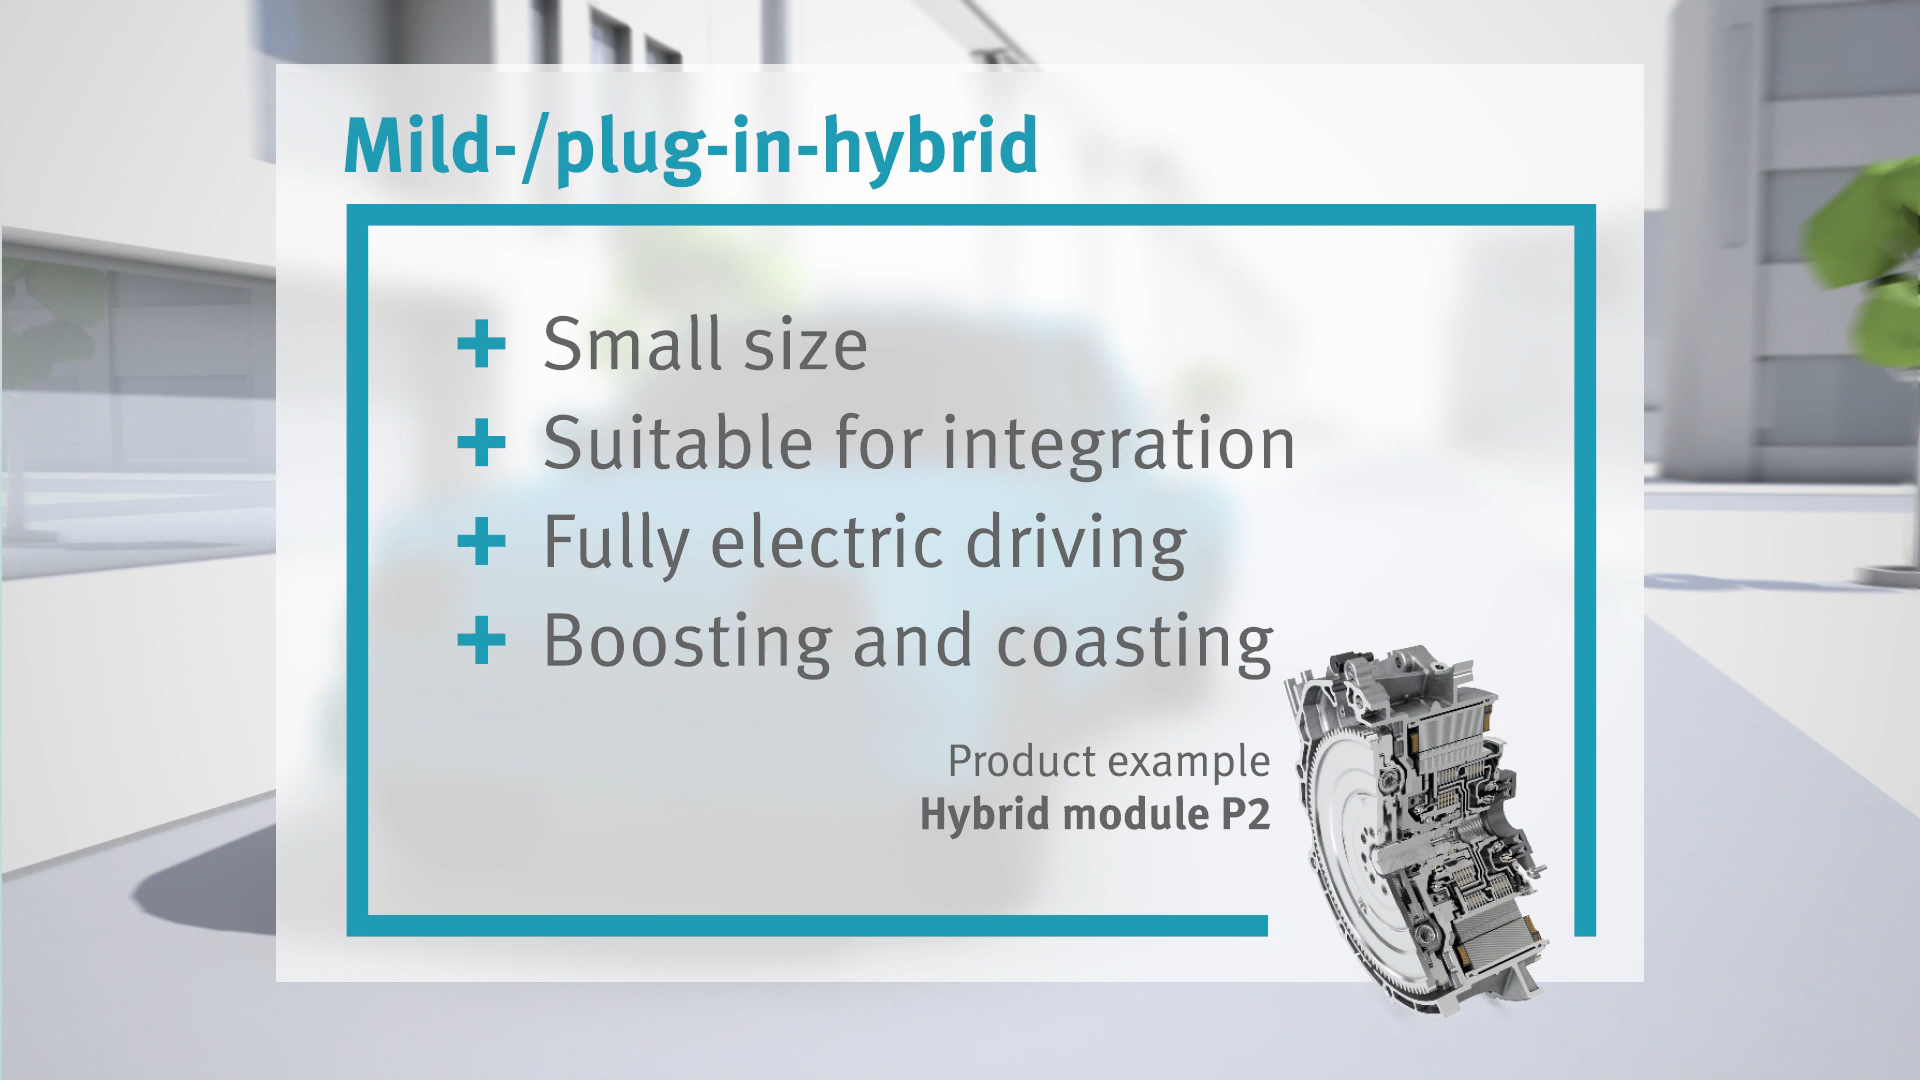 Mild-/plug-in-hybrid
+ Small size
+ Suitable for integration
+ Fully electric driving
+ Boosting and coasting
Product example
Hybrid module P2